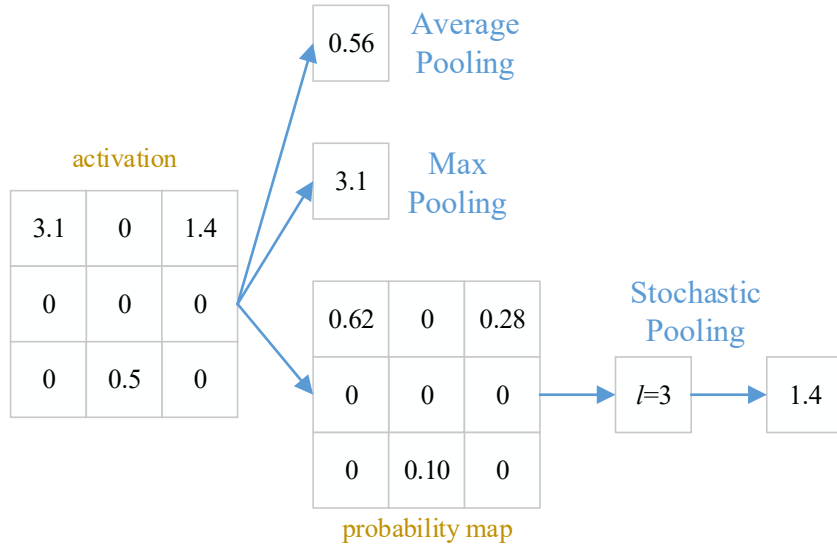 0.56
Average
Pooling
activation
3.1
Max
Pooling
3.1 0 1.4
0 0 0
0 0.5 0
0.62 0 0.28
0 0 0
0 0.10 0
probability map
Stochastic
Pooling
l=3
1.4